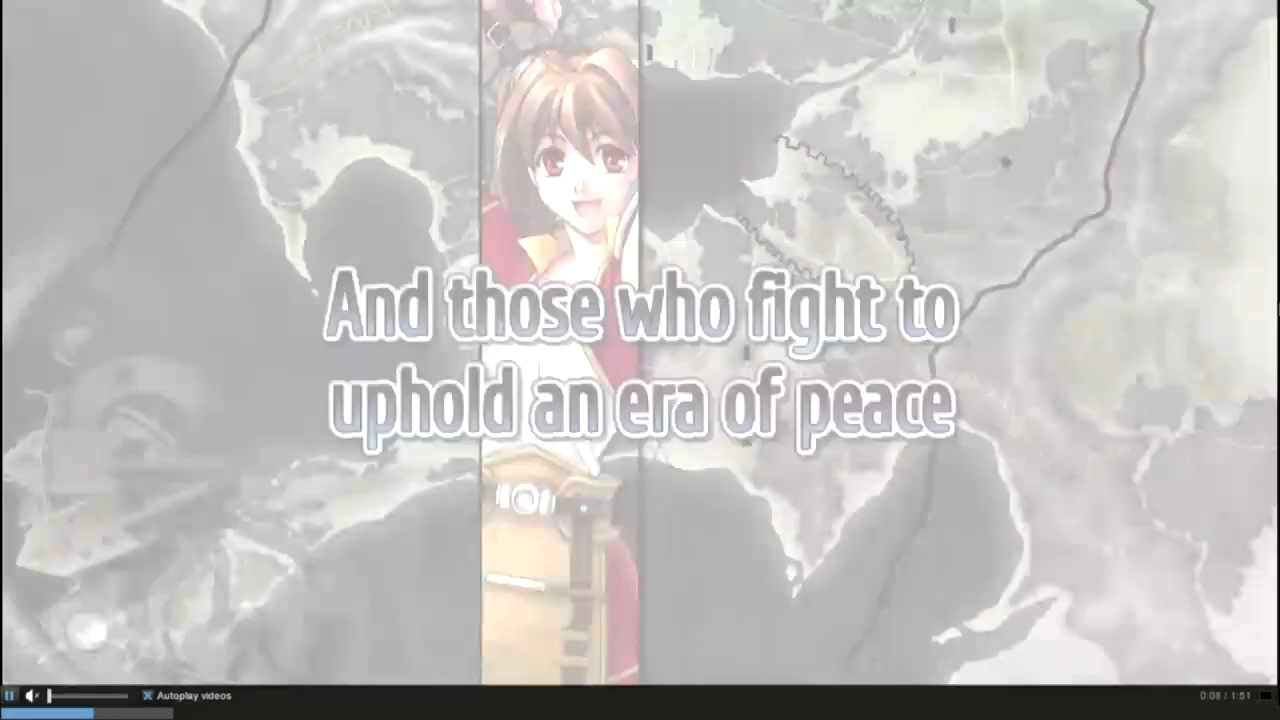 And those who fight to
uphold an era of peace
Autoplay videos
0:08 / 1:51